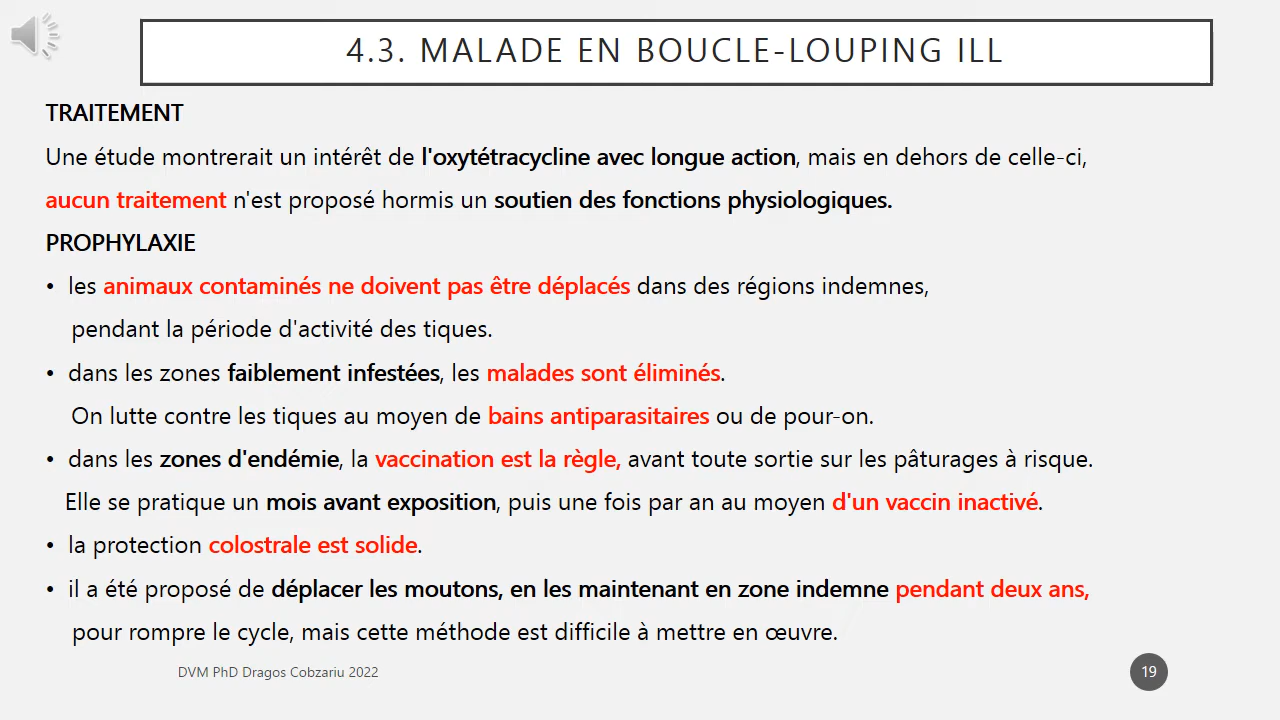 4.3. MALADE EN BOUCLE-LOUPING ILL
TRAITEMENT
Une étude montrerait un intérêt de l'oxytétracycline avec longue action, mais en dehors de celle-ci,
aucun traitement n'est proposé hormis un soutien des fonctions physiologiques.
PROPHYLAXIE
• les animaux contaminés ne doivent pas être déplacés dans des régions indemnes,
pendant la période d'activité des tiques.
• dans les zones faiblement infestées, les malades sont éliminés.
On lutte contre les tiques au moyen de bains antiparasitaires ou de pour-on.
• dans les zones d'endémie, la vaccination est la règle, avant toute sortie sur les pâturages à risque.
Elle se pratique un mois avant exposition, puis une fois par an au moyen d'un vaccin inactivé.
• la protection colostrale est solide.
• il a été proposé de déplacer les moutons, en les maintenant en zone indemne pendant deux ans,
pour rompre le cycle, mais cette méthode est difficile à mettre en œuvre.
DVM PhD Dragos Cobzariu 2022
19